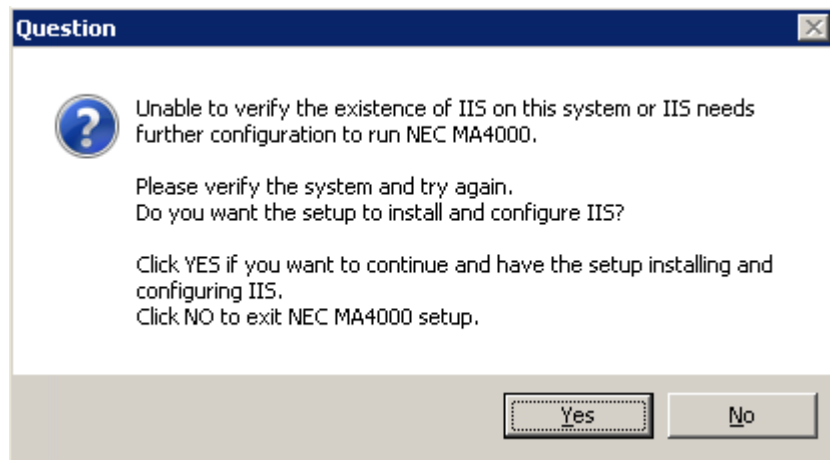 Question
Unable to verify the existence of IIS on this system or IIS needs
further configuration to run NEC MA4000.
Please verify the system and try again.
Do you want the setup to install and configure IIS?
Click YES if you want to continue and have the setup installing and
configuring IIS.
Click NO to exit NEC MA4000 setup.
Yes
No